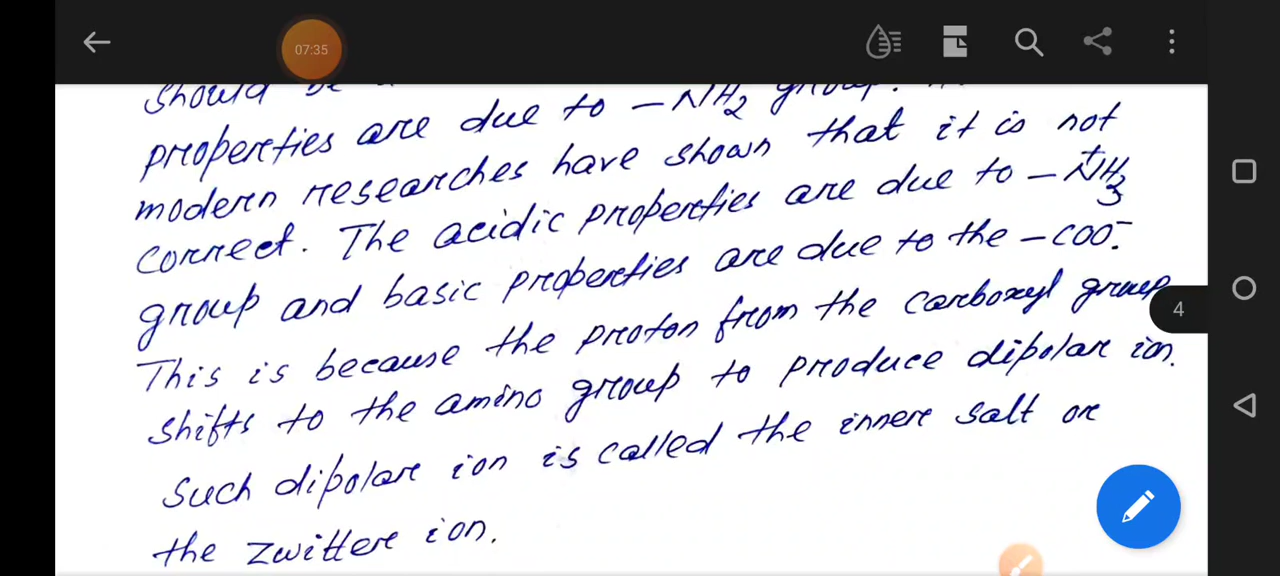 07:35
should be
properties are due to – NH2 group.
modern researches have shown that it is not
correct. The acidic properties are due to – N⁺H3
group and basic properties are due to the – COO⁻.
This is because the proton from the carboxyl group
shifts to the amino group to produce dipolar ion.
Such dipolar ion is called the inner salt or
the zwitter ion.
4